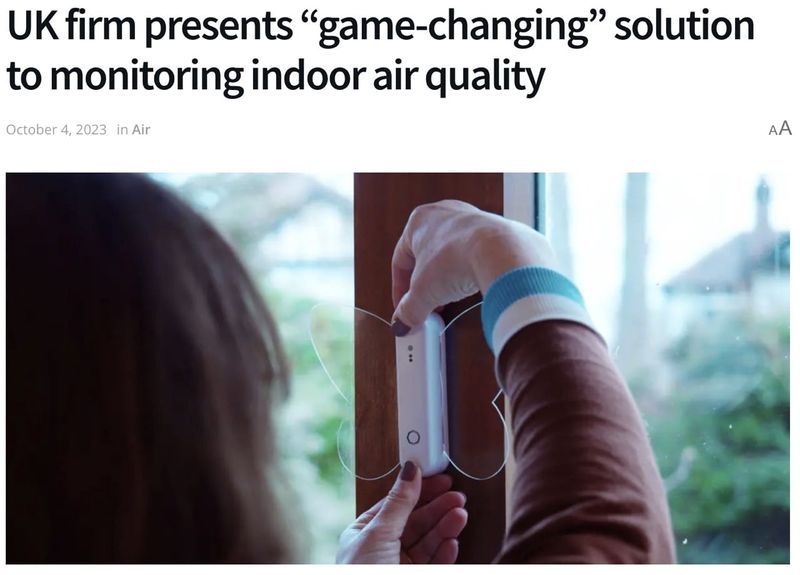 UK firm presents “game-changing” solution
to monitoring indoor air quality
October 4, 2023 in Air
AA